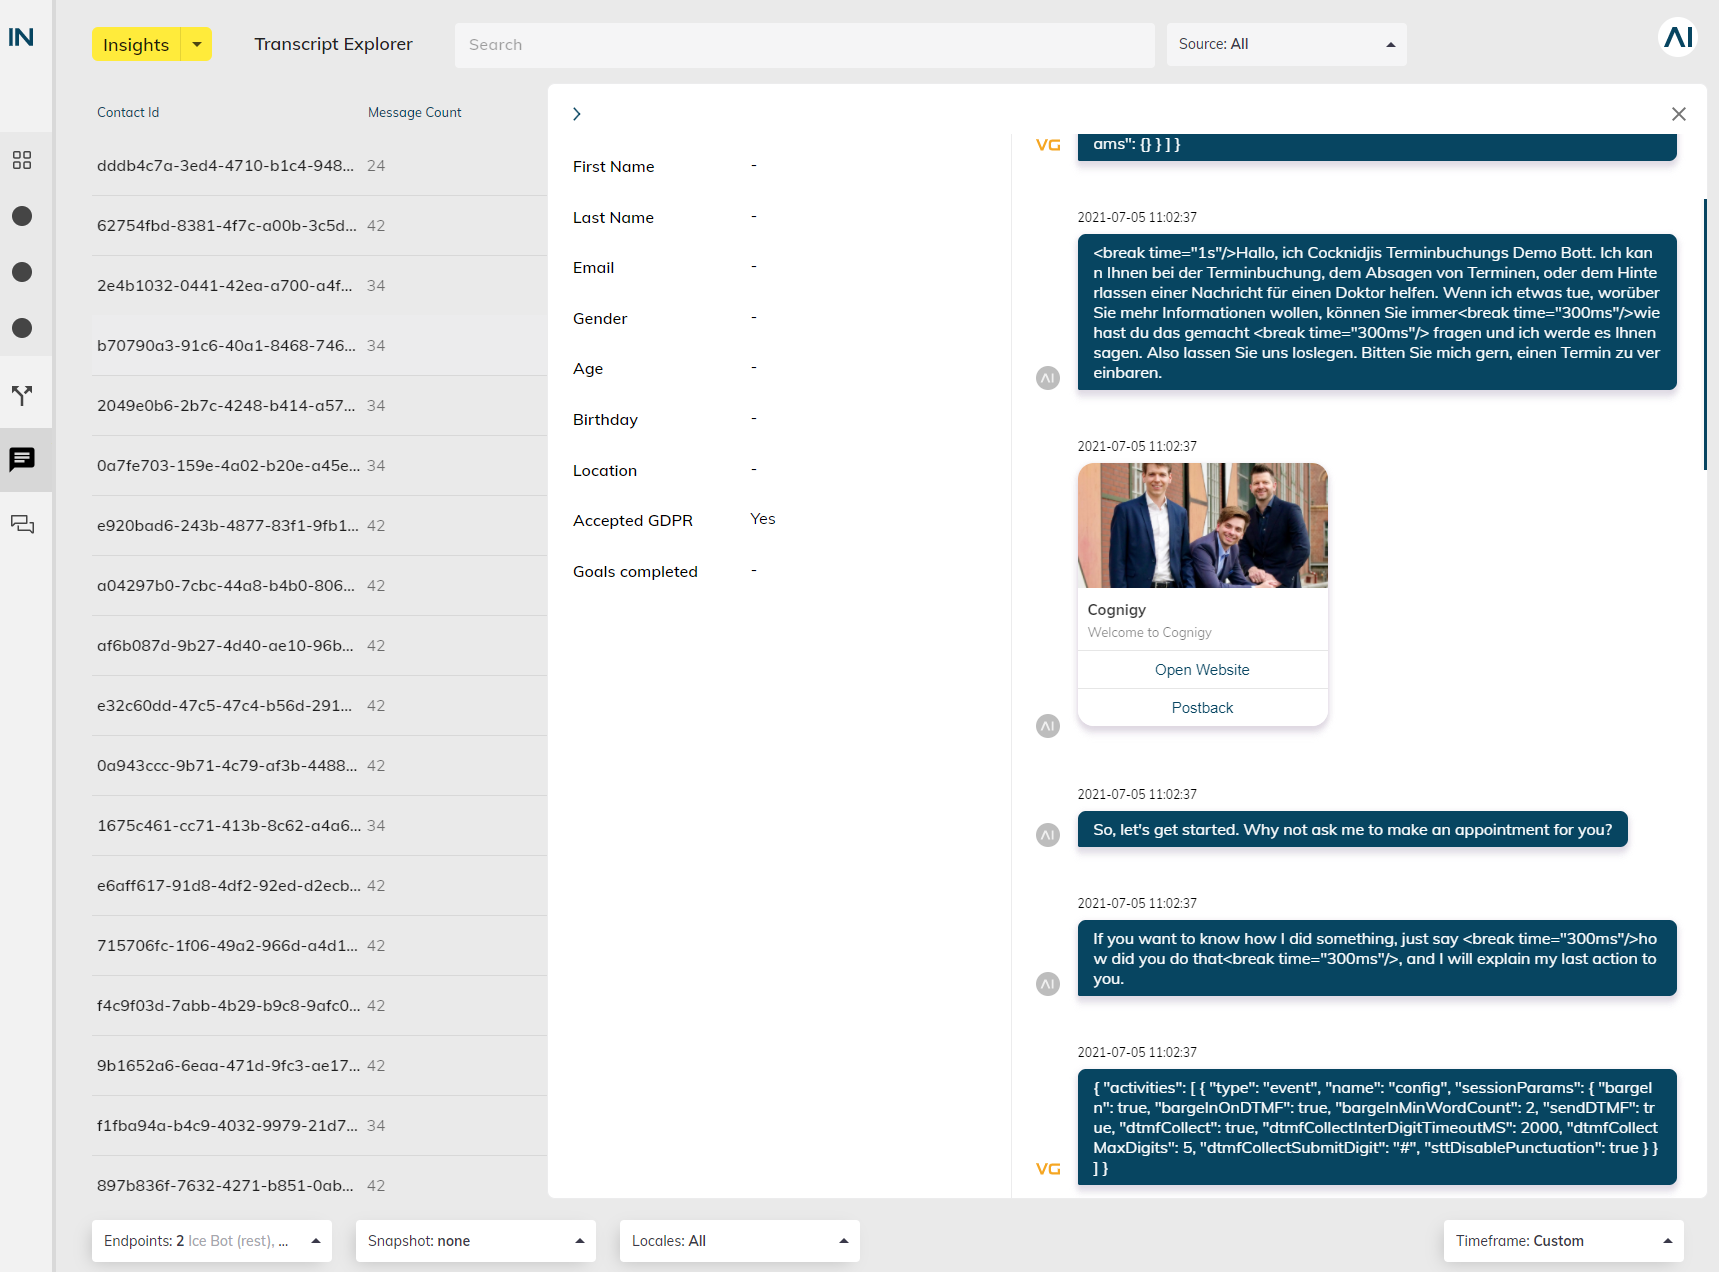 IN
Insights
Transcript Explorer
Search
Source: All
AI
Contact Id
Message Count
dddb4c7a-3ed4-4710-b1c4-948... 24
62754fbd-8381-4f7c-a00b-3c5d... 42
2e4b1032-0441-42ea-a700-a4f... 34
b70790a3-91c6-40a1-8468-746... 34
2049e0b6-2b7c-4248-b414-a57... 34
0a7fe703-159e-4a02-b20e-a45e... 34
e920bad6-243b-4877-83f1-9fb1... 42
a04297b0-7cbc-44a8-b4b0-806... 42
af6b087d-9b27-4d40-ae10-96b... 42
e32c60dd-47c5-47c4-b56d-291... 42
0a943ccc-9b71-4c79-af3b-4488... 42
1675c461-cc71-413b-8c62-a4a6... 34
e6aff617-91d8-4df2-92ed-d2ecb... 42
715706fc-1f06-49a2-966d-a4d1... 42
f4c9f03d-7abb-4b29-b9c8-9afc0... 42
9b1652a6-6eaa-471d-9fc3-ae17... 42
f1fba94a-b4c9-4032-9979-21d7... 34
897b836f-7632-4271-b851-0ab... 42
First Name -
Last Name -
Email -
Gender -
Age -
Birthday -
Location -
Accepted GDPR Yes
Goals completed -
VG
ams": {} } ] }
2021-07-05 11:02:37
<break time="1s"/>Hallo, ich Cocknidjis Terminbuchungs Demo Bott. Ich kan
n Ihnen bei der Terminbuchung, dem Absagen von Terminen, oder dem Hinte
rlassen einer Nachricht für einen Doktor helfen. Wenn ich etwas tue, worüber
Sie mehr Informationen wollen, können Sie immer<break time="300ms"/>wie
hast du das gemacht <break time="300ms"/> fragen und ich werde es Ihnen
sagen. Also lassen Sie uns loslegen. Bitten Sie mich gern, einen Termin zu ver
einbaren.
AI
2021-07-05 11:02:37
Cognigy
Welcome to Cognigy
Open Website
Postback
AI
2021-07-05 11:02:37
So, let's get started. Why not ask me to make an appointment for you?
AI
2021-07-05 11:02:37
If you want to know how I did something, just say <break time="300ms"/>ho
w did you do that<break time="300ms"/>, and I will explain my last action to
you.
AI
2021-07-05 11:02:37
{ "activities": [ { "type": "event", "name": "config", "sessionParams": { "bargeI
n": true, "bargeInOnDTMF": true, "bargeInMinWordCount": 2, "sendDTMF": tr
ue, "dtmfCollect": true, "dtmfCollectInterDigitTimeoutMS": 2000, "dtmfCollect
MaxDigits": 5, "dtmfCollectSubmitDigit": "#", "sttDisablePunctuation": true } }
] }
VG
Endpoints: 2 Ice Bot (rest), ...
Snapshot: none
Locales: All
Timeframe: Custom